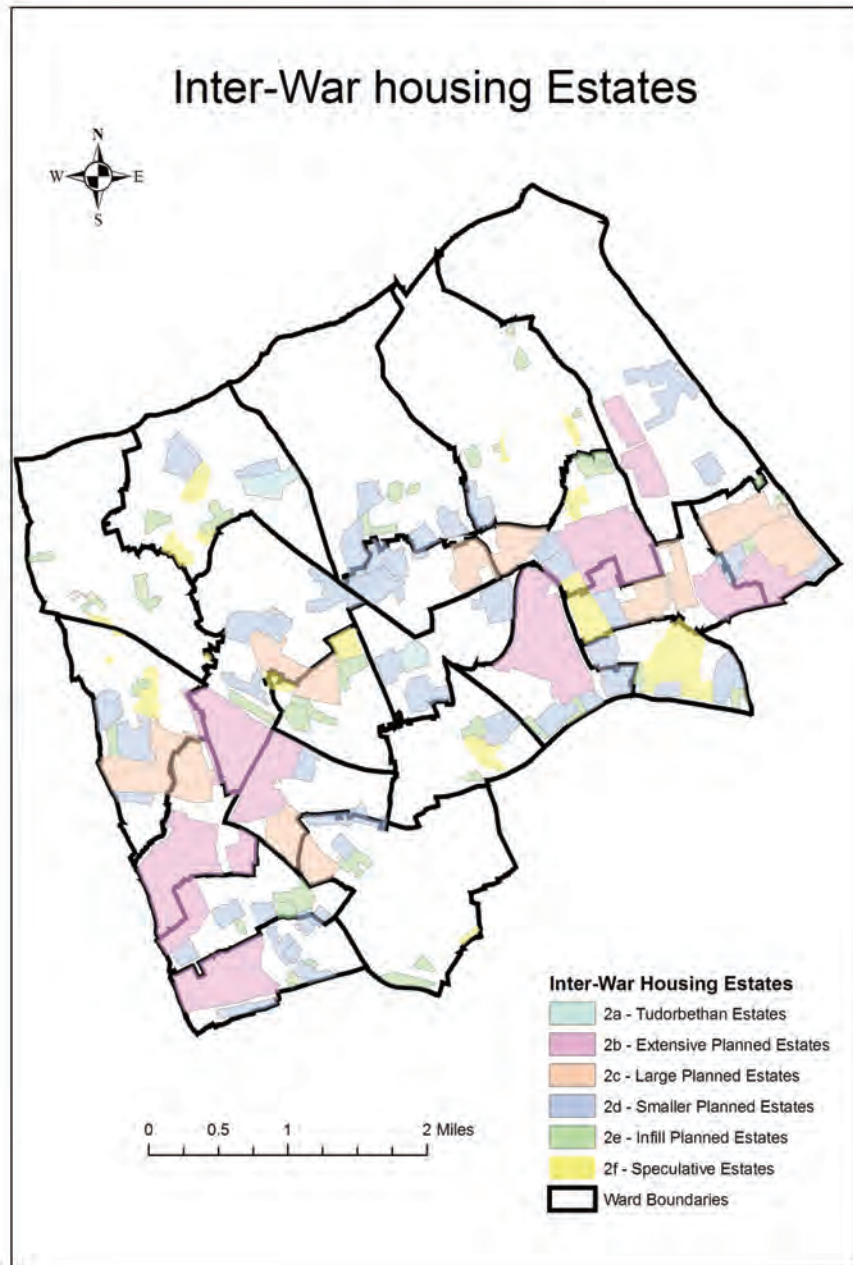 Inter-War housing Estates
N
W E
S
Inter-War Housing Estates
2a - Tudorbethan Estates
2b - Extensive Planned Estates
2c - Large Planned Estates
2d - Smaller Planned Estates
2e - Infill Planned Estates
2f - Speculative Estates
Ward Boundaries
0 0.5 1 2 Miles